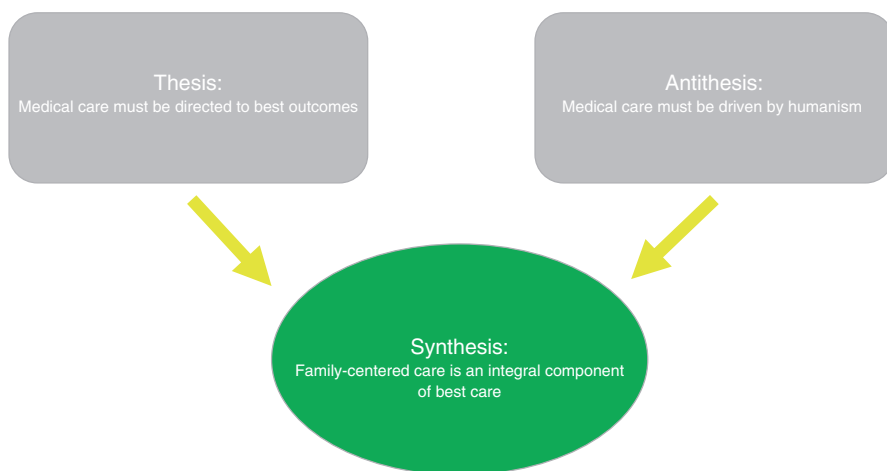 Thesis:
Medical care must be directed to best outcomes
Antithesis:
Medical care must be driven by humanism
Synthesis:
Family-centered care is an integral component
of best care